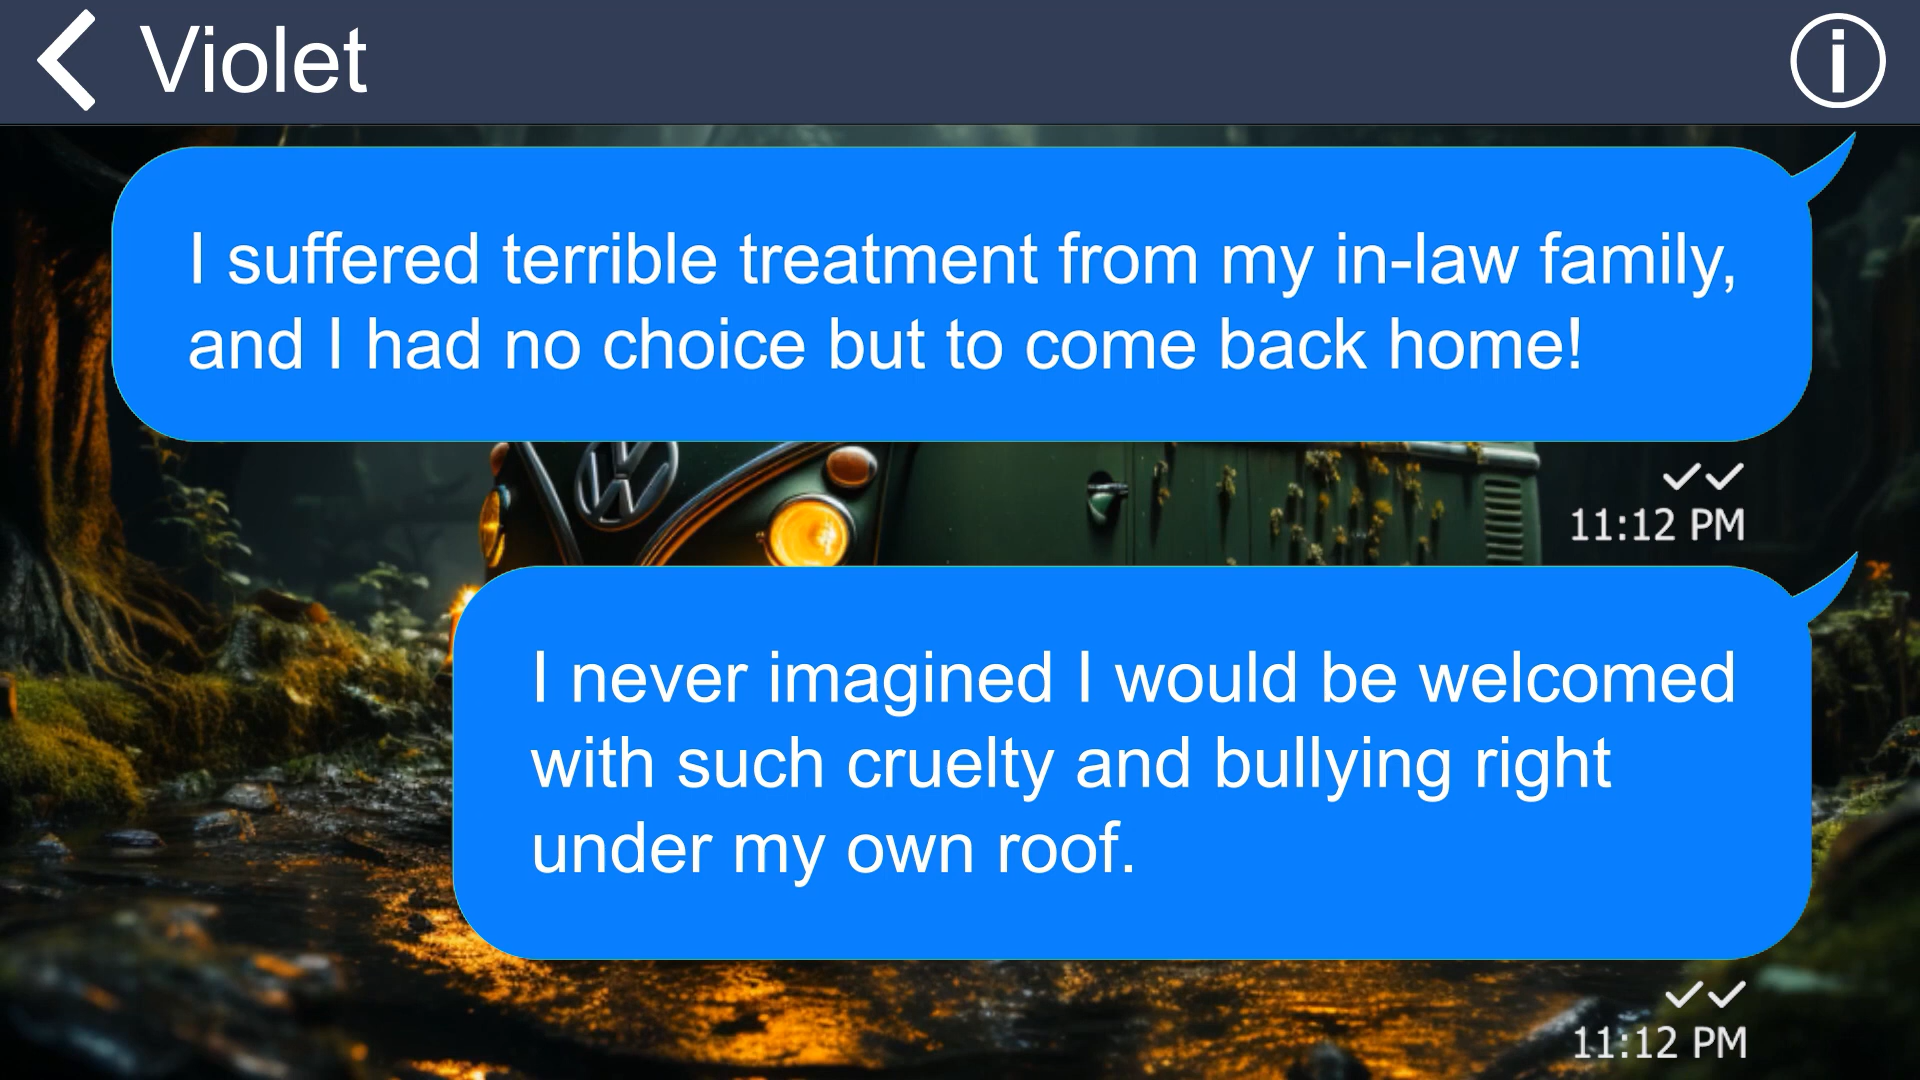 Violet
I suffered terrible treatment from my in-law family,
and I had no choice but to come back home!
11:12 PM
I never imagined I would be welcomed
with such cruelty and bullying right
under my own roof.
11:12 PM